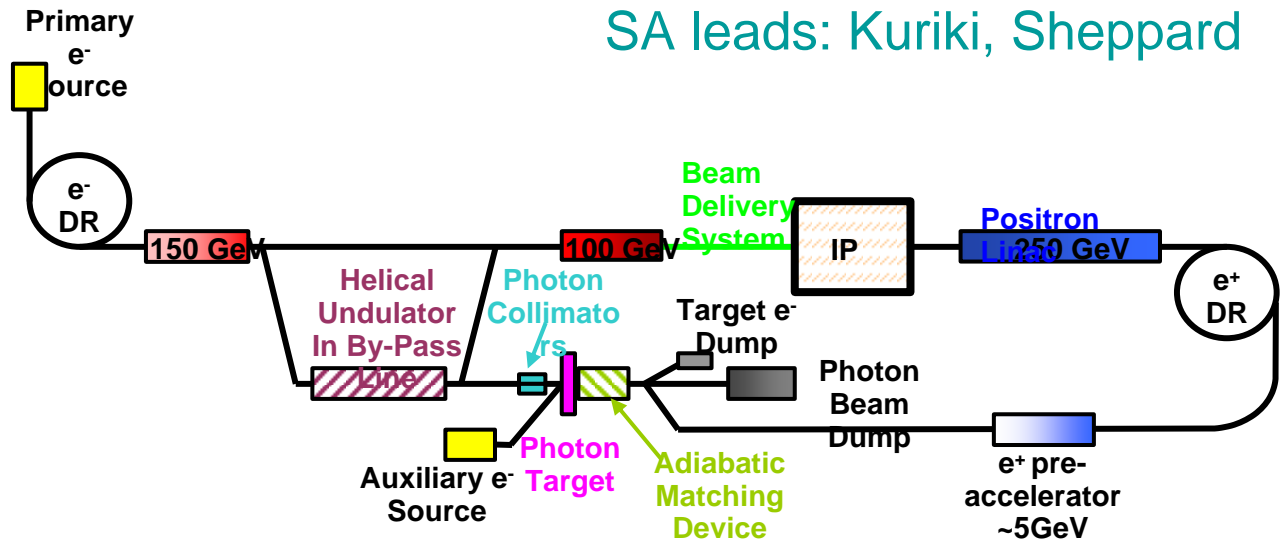 SA leads: Kuriki, Sheppard
Primary
e-
ource
e-
DR
150 GeV
Helical
Undulator
In By-Pass
Line
Photon
Collimato
rs
100 GeV
Beam
Delivery
System
IP
Positron
Linac
250 GeV
e+
DR
Target e-
Dump
Photon
Beam
Dump
Auxiliary e-
Source
Photon
Target
Adiabatic
Matching
Device
e+ pre-
accelerator
~5GeV